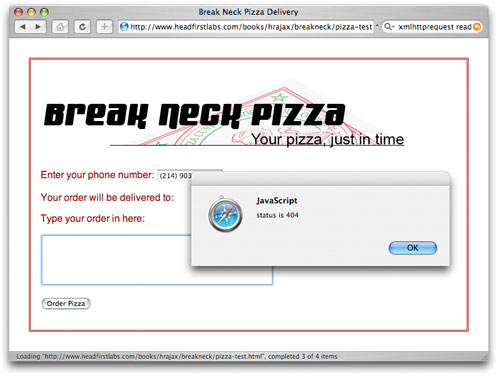 Break Neck Pizza Delivery
http://www.headfirstlabs.com/books/hrajax/breakneck/pizza-test
xmlhttprequest read
Break Neck Pizza
Your pizza, just in time
Enter your phone number: (214) 903
Your order will be delivered to:
Type your order in here:
JavaScript
status is 404
OK
Order Pizza
Loading "http://www.headfirstlabs.com/books/hrajax/breakneck/pizza-test.html", completed 3 of 4 items